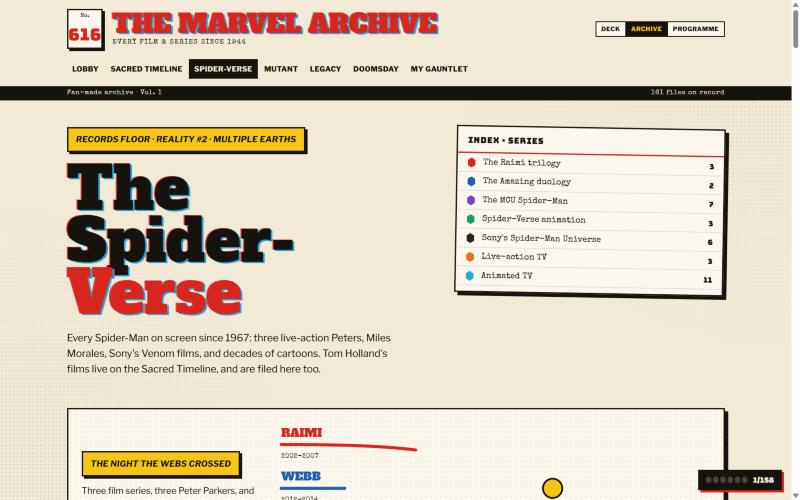 No.
616
THE MARVEL ARCHIVE
EVERY FILM & SERIES SINCE 1944
DECK ARCHIVE PROGRAMME
LOBBY SACRED TIMELINE SPIDER-VERSE MUTANT LEGACY DOOMSDAY MY GAUNTLET
Fan-made archive · Vol. 1
161 files on record
RECORDS FLOOR · REALITY #2 · MULTIPLE EARTHS
The
Spider-
Verse
Every Spider-Man on screen since 1967: three live-action Peters, Miles
Morales, Sony's Venom films, and decades of cartoons. Tom Holland's
films live on the Sacred Timeline, and are filed here too.
INDEX · SERIES
The Raimi trilogy 3
The Amazing duology 2
The MCU Spider-Man 7
Spider-Verse animation 3
Sony's Spider-Man Universe 6
Live-action TV 3
Animated TV 11
THE NIGHT THE WEBS CROSSED
Three film series, three Peter Parkers, and
RAIMI
2002–2007
WEBB
2012–2014
1/158